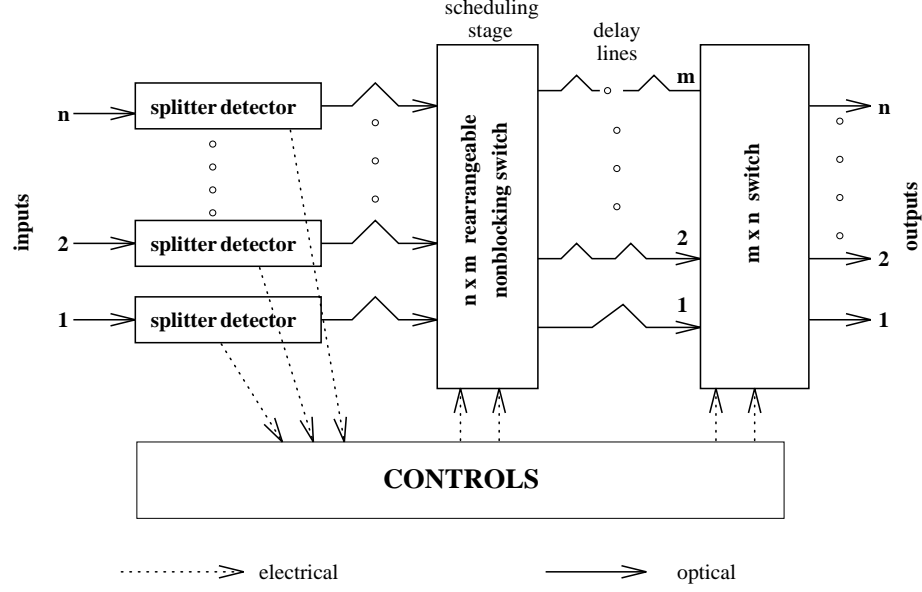 scheduling
stage
delay
lines
n
splitter detector
m
n
inputs
2
splitter detector
n x m rearrangeable
nonblocking switch
2
m x n switch
2
outputs
1
splitter detector
1
1
CONTROLS
electrical
optical